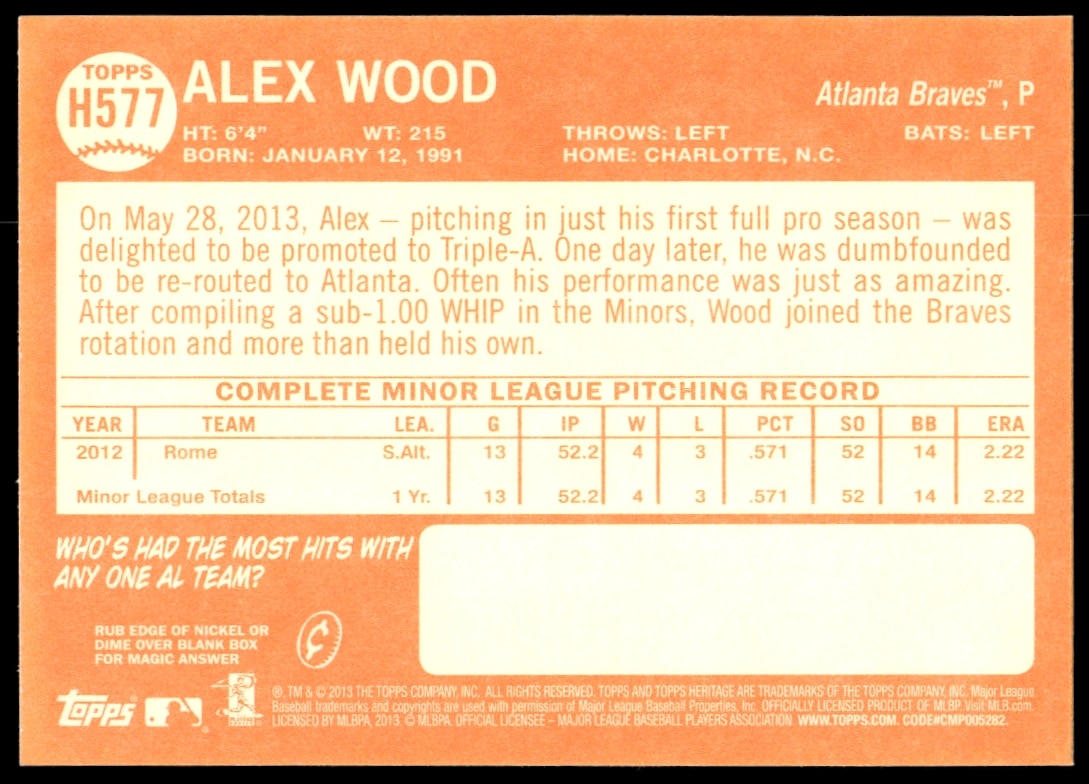 TOPPS
H577
ALEX WOOD
Atlanta Braves™, P
HT: 6'4" WT: 215 THROWS: LEFT BATS: LEFT
BORN: JANUARY 12, 1991 HOME: CHARLOTTE, N.C.
On May 28, 2013, Alex – pitching in just his first full pro season – was
delighted to be promoted to Triple-A. One day later, he was dumbfounded
to be re-routed to Atlanta. Often his performance was just as amazing.
After compiling a sub-1.00 WHIP in the Minors, Wood joined the Braves
rotation and more than held his own.
COMPLETE MINOR LEAGUE PITCHING RECORD
YEAR TEAM LEA. G IP W L PCT SO BB ERA
2012 Rome S.Alt. 13 52.2 4 3 .571 52 14 2.22
Minor League Totals 1 Yr. 13 52.2 4 3 .571 52 14 2.22
WHO'S HAD THE MOST HITS WITH
ANY ONE AL TEAM?
RUB EDGE OF NICKEL OR
DIME OVER BLANK BOX
FOR MAGIC ANSWER
¢
Topps
®, TM & © 2013 THE TOPPS COMPANY, INC. ALL RIGHTS RESERVED. TOPPS AND TOPPS HERITAGE ARE TRADEMARKS OF THE TOPPS COMPANY, INC. Major League
Baseball trademarks and copyrights are used with permission of Major League Baseball Properties, Inc. OFFICIALLY LICENSED PRODUCT OF MLBP. Visit MLB.com.
LICENSED BY MLBPA, 2013 © MLBPA. OFFICIAL LICENSEE – MAJOR LEAGUE BASEBALL PLAYERS ASSOCIATION WWW.TOPPS.COM. CODE#CMP005282.